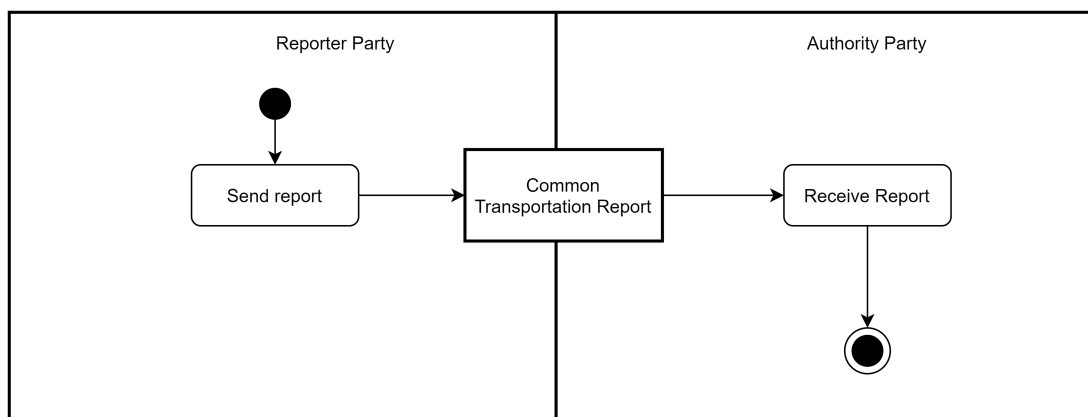 Reporter Party
Authority Party
Send report
Common
Transportation Report
Receive Report